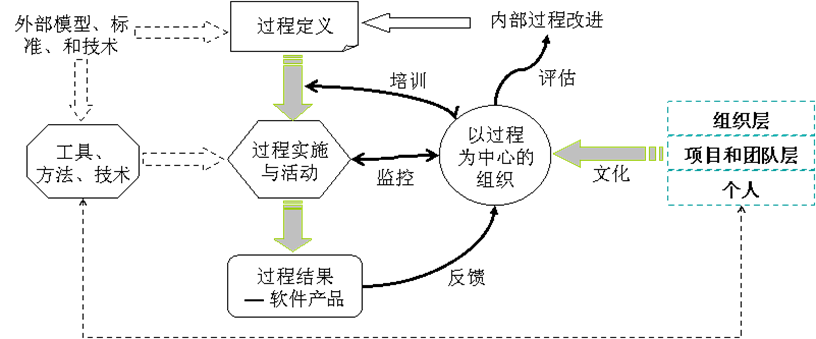 外部模型、标
准、和技术
过程定义
内部过程改进
培训
评估
工具、
方法、技术
过程实施
与活动
监控
以过程
为中心的
组织
文化
组织层
项目和团队层
个人
过程结果
— 软件产品
反馈